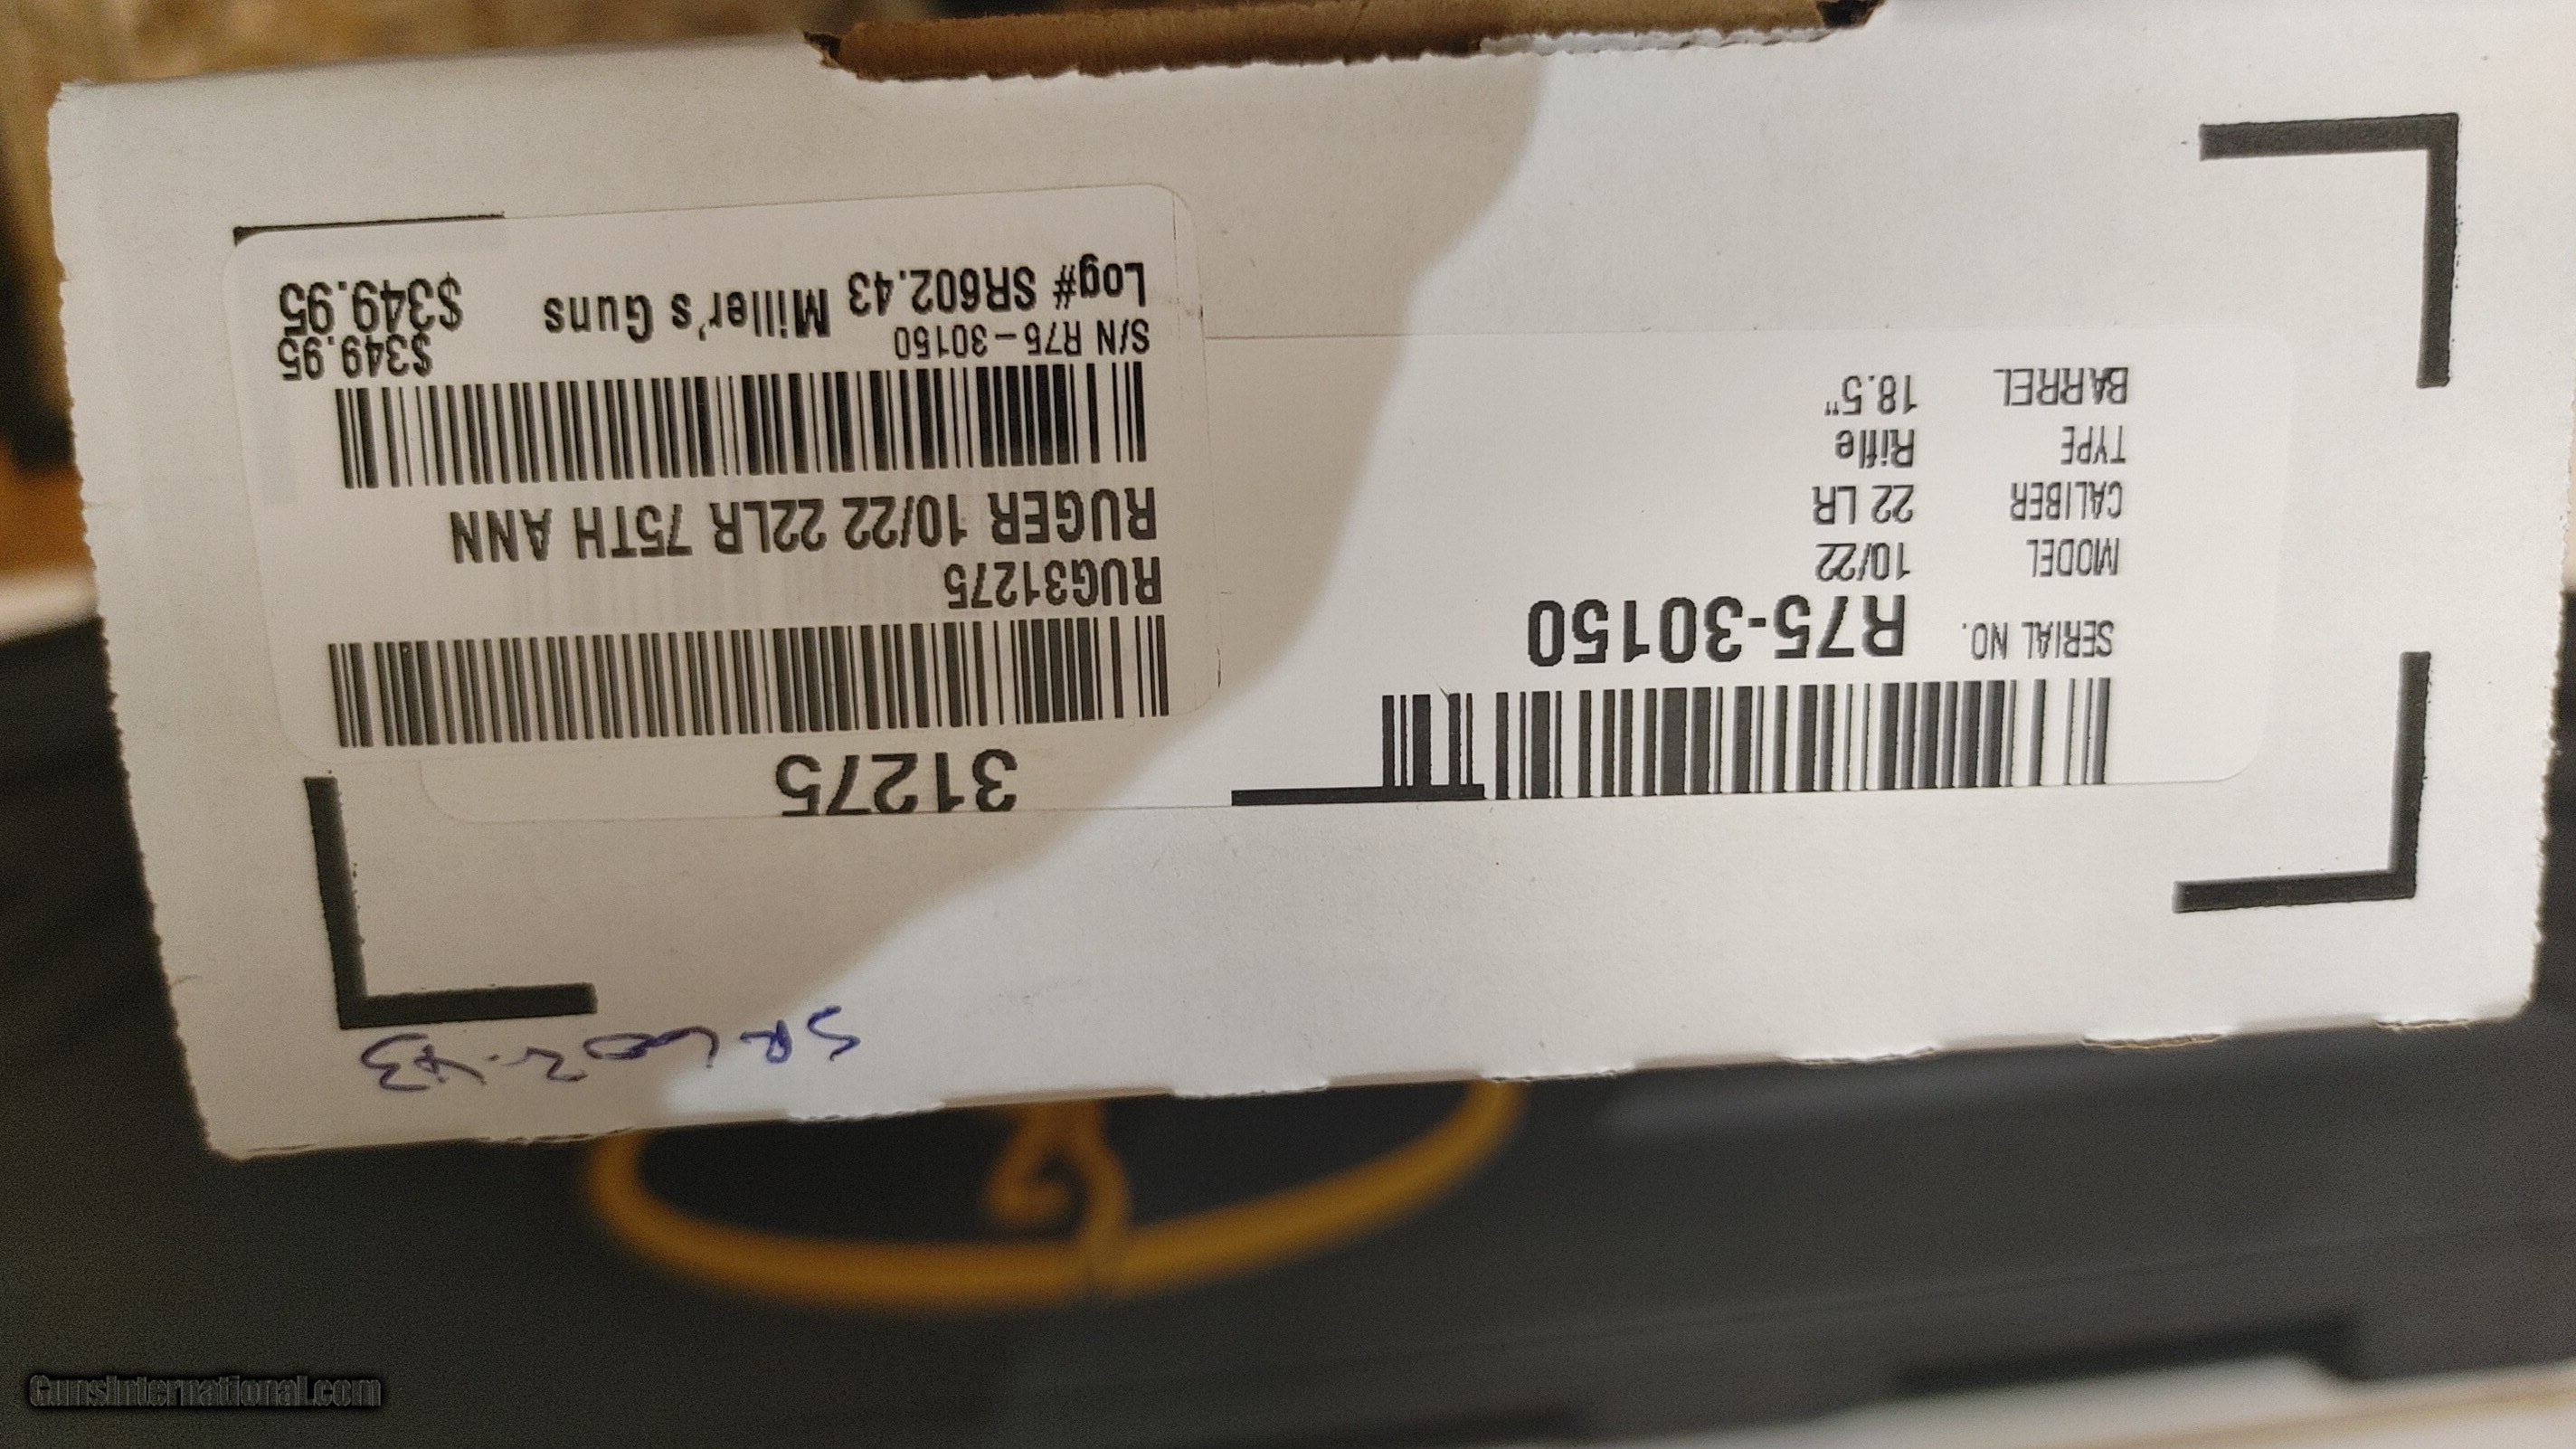 31275
RUG31275
RUGER 10/22 22LR 75TH ANN
$349.95
S/N R75-30150
Log# SR602.43 Miller's Guns $349.95
SERIAL NO. R75-30150
MODEL 10/22
CALIBER 22 LR
TYPE Rifle
BARREL 18.5"
SR602.43
GunsInternational.com